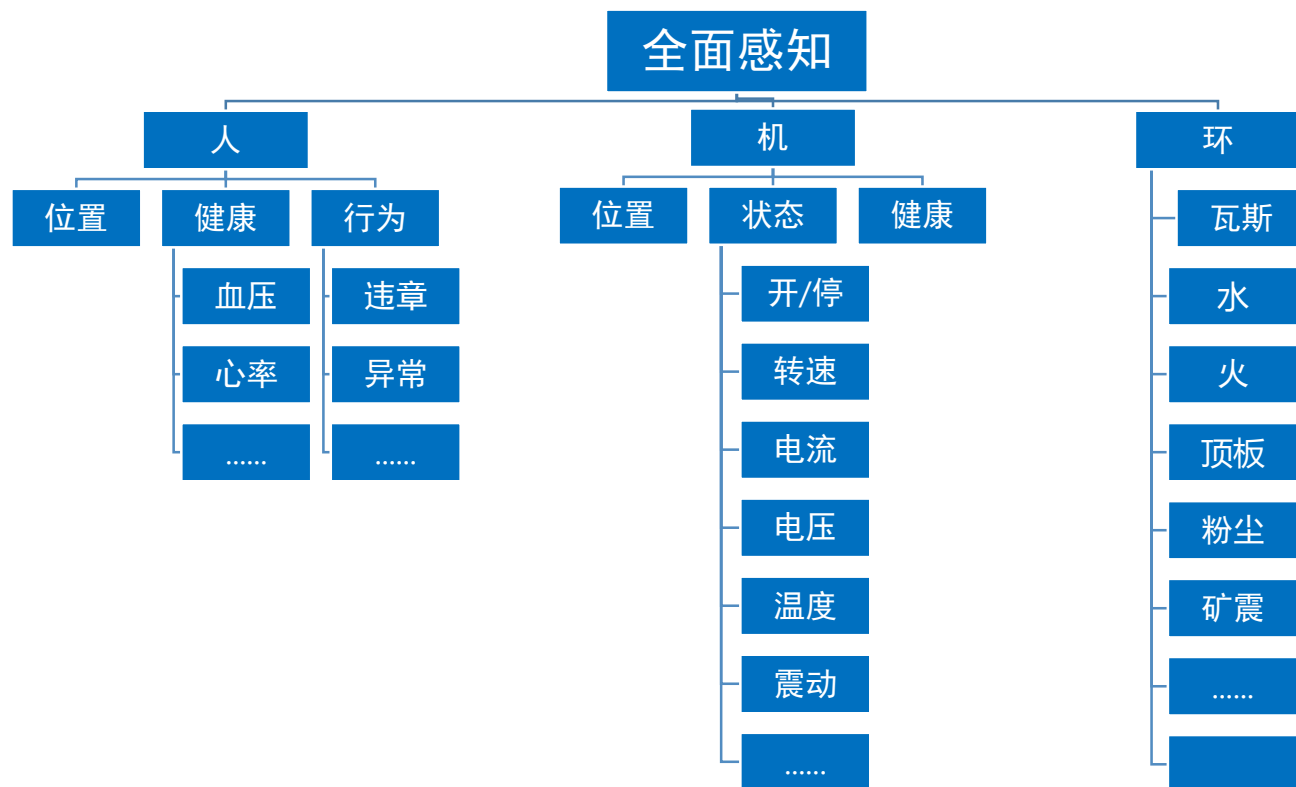 全面感知
人
机
环
位置
健康
行为
位置
状态
健康
瓦斯
血压
违章
开/停
水
心率
异常
转速
火
......
......
电流
顶板
电压
粉尘
温度
矿震
震动
......
......